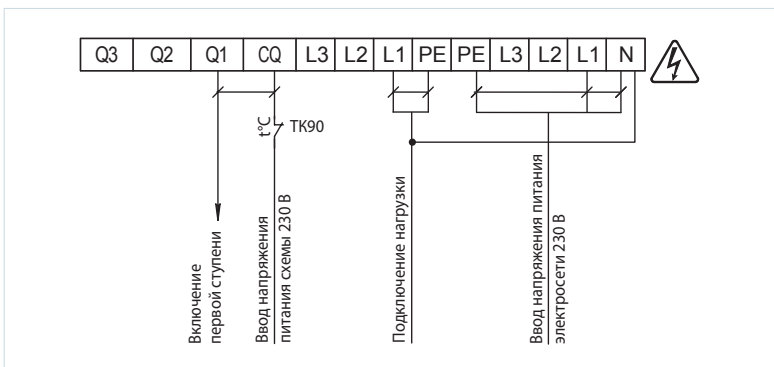 Q3 Q2 Q1 CQ L3 L2 L1 PE PE L3 L2 L1 N
t°C
TK90
Включение
первой ступени
Ввод напряжения
питания схемы 230 В
Подключение нагрузки
Ввод напряжения питания
электросети 230 В